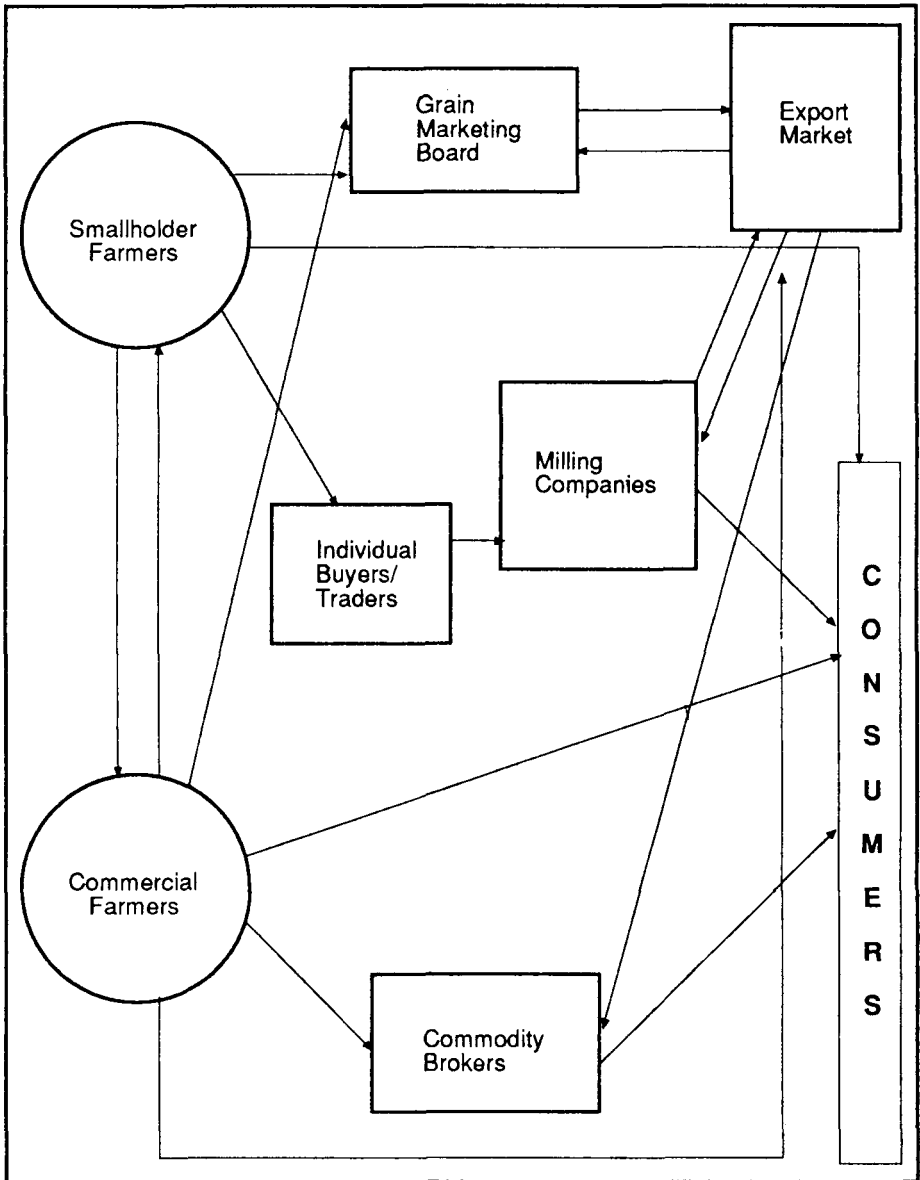 Grain
Marketing
Board
Export
Market
Smallholder
Farmers
Milling
Companies
Individual
Buyers/
Traders
C
O
N
S
U
M
E
R
S
Commercial
Farmers
Commodity
Brokers